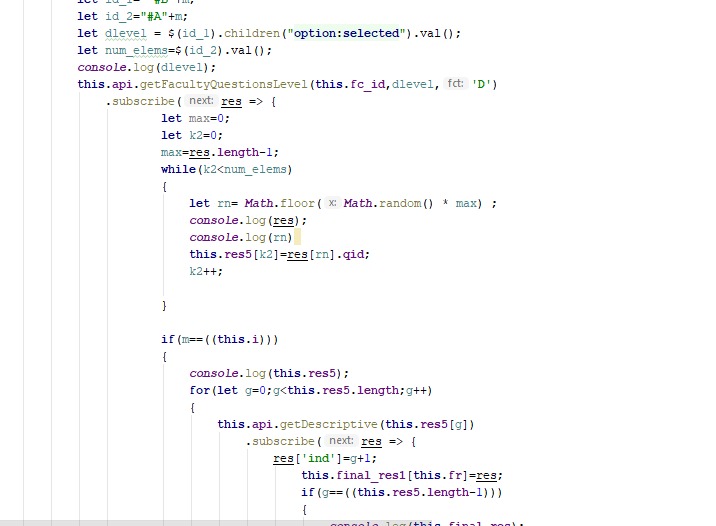 let id_1= "#B"+m;
let id_2="#A"+m;
let dlevel = $(id_1).children("option:selected").val();
let num_elems=$(id_2).val();
console.log(dlevel);
this.api.getFacultyQuestionsLevel(this.fc_id,dlevel, fct: 'D')
.subscribe( next: res => {
let max=0;
let k2=0;
max=res.length-1;
while(k2<num_elems)
{
let rn= Math.floor( x: Math.random() * max) ;
console.log(res);
console.log(rn)
this.res5[k2]=res[rn].qid;
k2++;
}
if(m==((this.i)))
{
console.log(this.res5);
for(let g=0;g<this.res5.length;g++)
{
this.api.getDescriptive(this.res5[g])
.subscribe( next: res => {
res['ind']=g+1;
this.final_res1[this.fr]=res;
if(g==((this.res5.length-1)))
{
console.log(this.final_res);